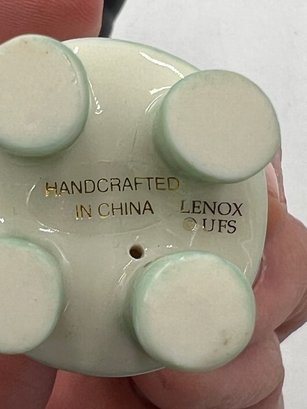 HANDCRAFTED
IN CHINA
LENOX
© UFS